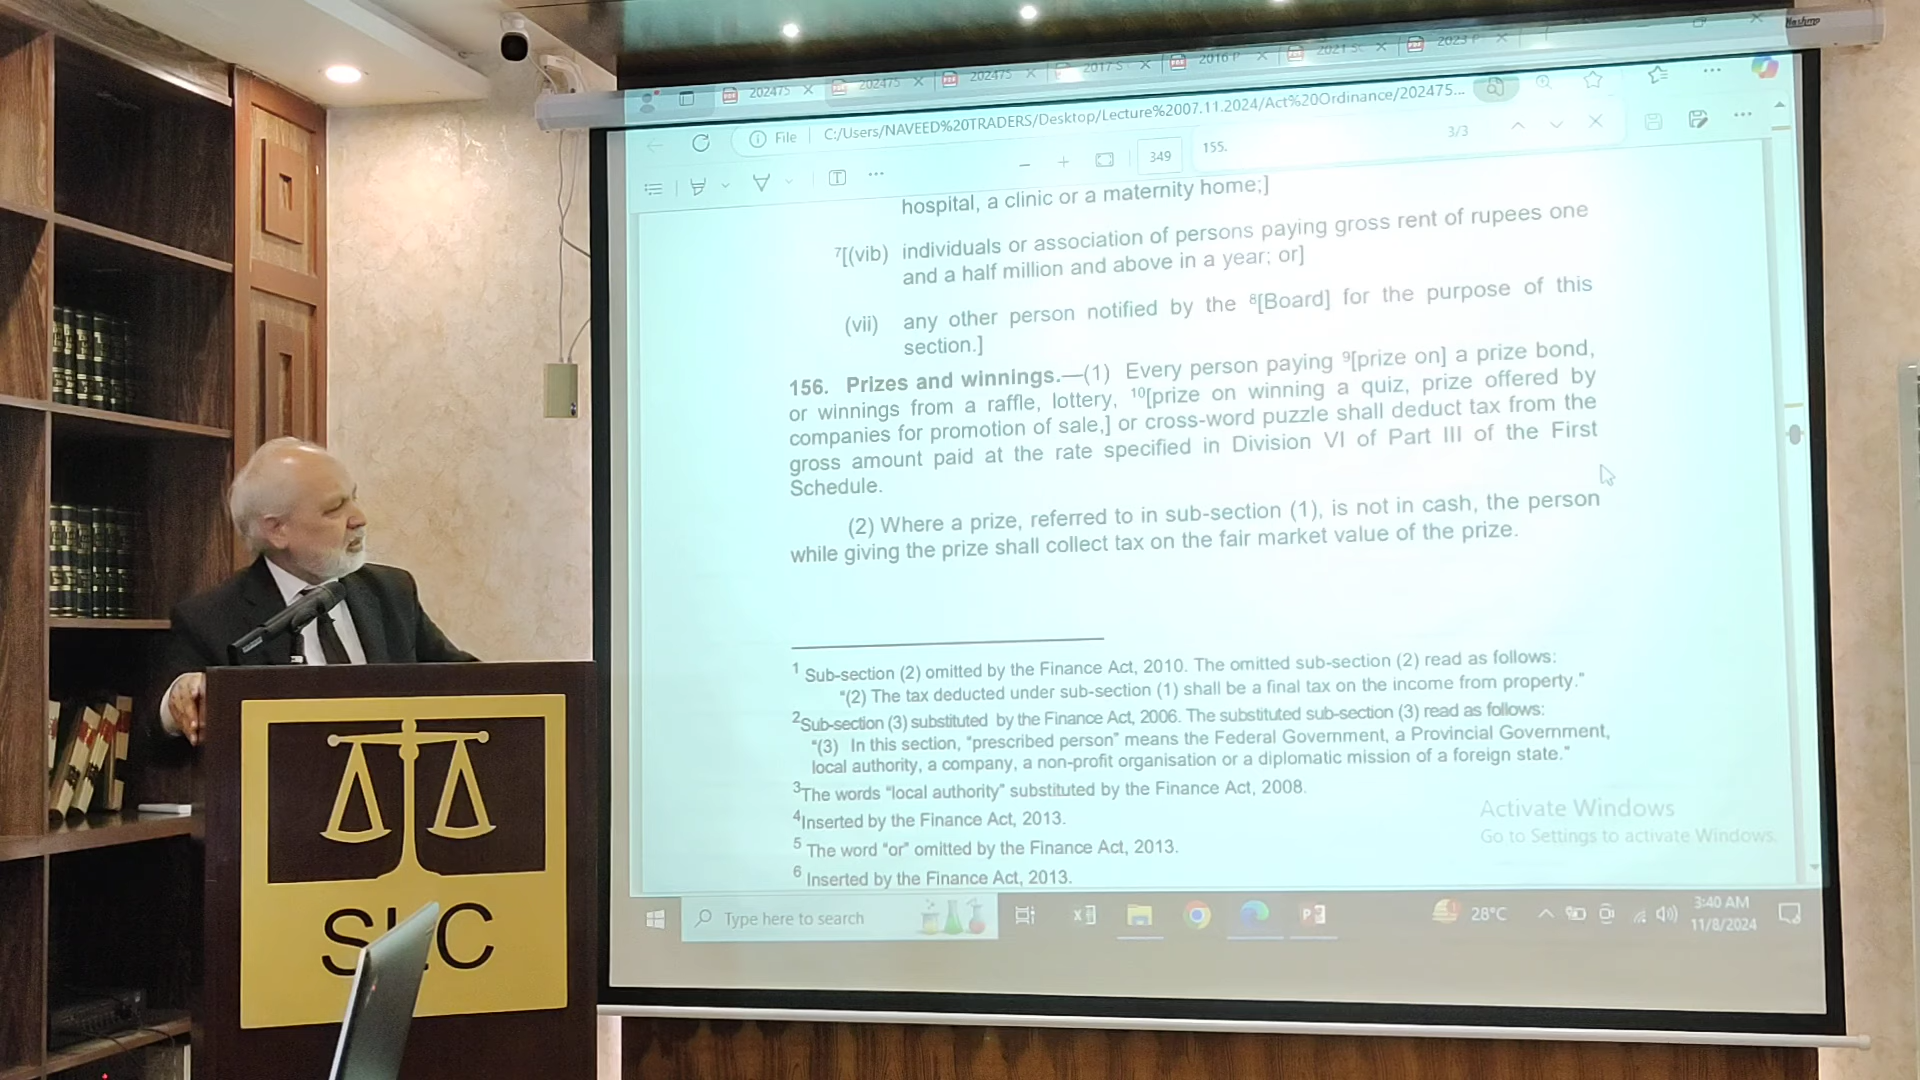 Nashmp
202475
202475
202475
2017 S
2016 P
2021 S
2023 P
File
C:/Users/NAVEED%20TRADERS/Desktop/Lecture%2007.11.2024/Act%20Ordinance/202475...
349
155.
3/3
hospital, a clinic or a maternity home;]
7[(vib) individuals or association of persons paying gross rent of rupees one
and a half million and above in a year; or]
(vii) any other person notified by the 8[Board] for the purpose of this
section.]
156. Prizes and winnings.—(1) Every person paying 9[prize on] a prize bond,
or winnings from a raffle, lottery, 10[prize on winning a quiz, prize offered by
companies for promotion of sale,] or cross-word puzzle shall deduct tax from the
gross amount paid at the rate specified in Division VI of Part III of the First
Schedule.
(2) Where a prize, referred to in sub-section (1), is not in cash, the person
while giving the prize shall collect tax on the fair market value of the prize.
1 Sub-section (2) omitted by the Finance Act, 2010. The omitted sub-section (2) read as follows:
“(2) The tax deducted under sub-section (1) shall be a final tax on the income from property.”
2Sub-section (3) substituted by the Finance Act, 2006. The substituted sub-section (3) read as follows:
“(3) In this section, “prescribed person” means the Federal Government, a Provincial Government,
local authority, a company, a non-profit organisation or a diplomatic mission of a foreign state.”
3The words “local authority” substituted by the Finance Act, 2008.
4Inserted by the Finance Act, 2013.
5 The word “or” omitted by the Finance Act, 2013.
6 Inserted by the Finance Act, 2013.
Activate Windows
Go to Settings to activate Windows.
Type here to search
28°C
3:40 AM
11/8/2024
SLC